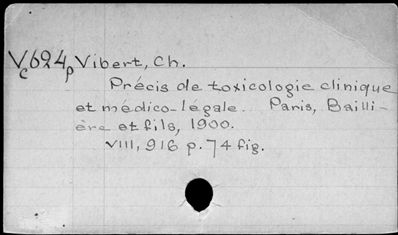 Vc694p Vibert, Ch.
Précis de toxicologie clinique
et médico-légale. Paris, Bailli-
ère et fils, 1900.
VIII, 916 p. 74 fig.